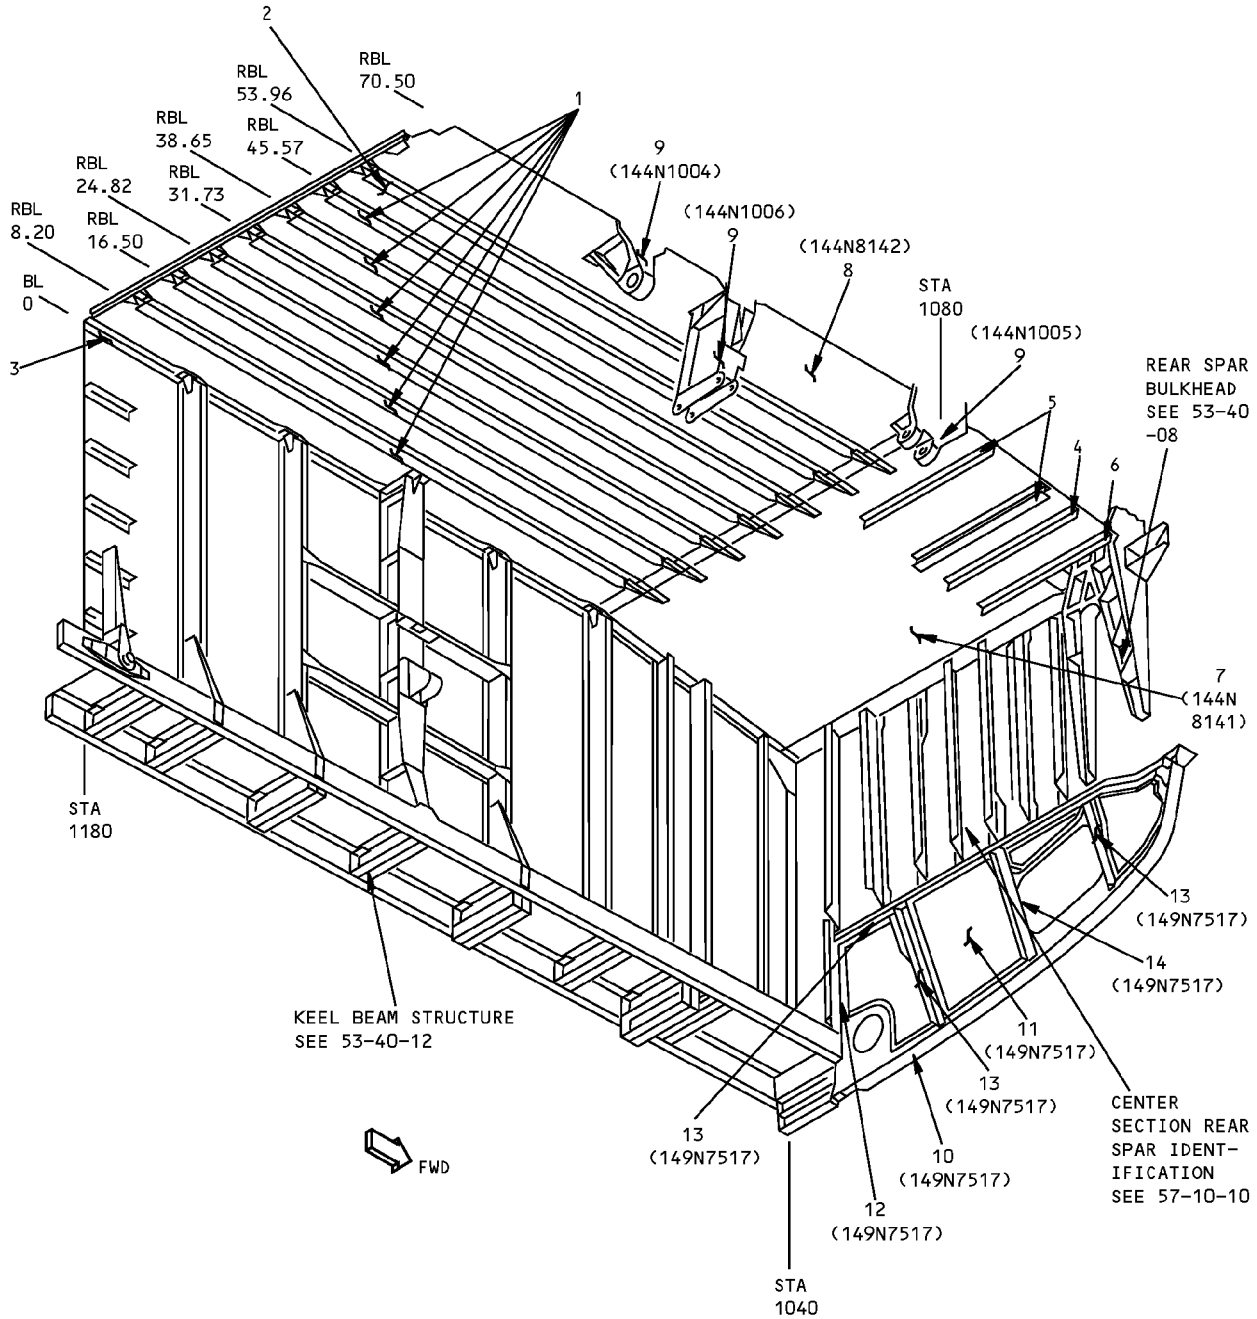 2
RBL
70.50
RBL
53.96
1
RBL
38.65
RBL
45.57
9
(144N1004)
RBL
24.82
RBL
31.73
(144N1006)
9
RBL
8.20
RBL
16.50
(144N8142)
8
BL
0
STA
1080
(144N1005)
9
3
REAR SPAR
BULKHEAD
SEE 53-40
-08
5
4
6
7
(144N
8141)
STA
1180
13
(149N7517)
14
(149N7517)
KEEL BEAM STRUCTURE
SEE 53-40-12
11
(149N7517)
13
(149N7517)
CENTER
SECTION REAR
SPAR IDENT-
IFICATION
SEE 57-10-10
13
(149N7517)
10
(149N7517)
FWD
12
(149N7517)
STA
1040